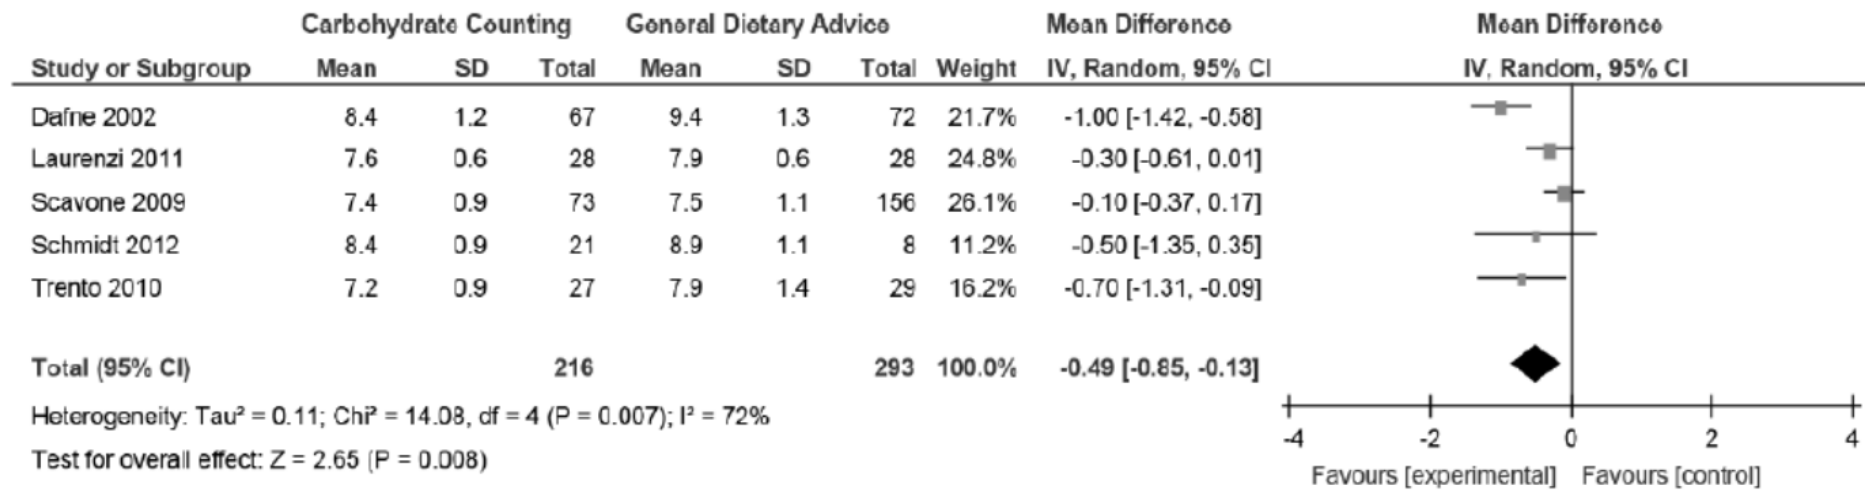 Carbohydrate Counting General Dietary Advice Mean Difference Mean Difference
Study or Subgroup Mean SD Total Mean SD Total Weight IV, Random, 95% CI IV, Random, 95% CI
Dafne 2002 8.4 1.2 67 9.4 1.3 72 21.7% -1.00 [-1.42, -0.58]
Laurenzi 2011 7.6 0.6 28 7.9 0.6 28 24.8% -0.30 [-0.61, 0.01]
Scavone 2009 7.4 0.9 73 7.5 1.1 156 26.1% -0.10 [-0.37, 0.17]
Schmidt 2012 8.4 0.9 21 8.9 1.1 8 11.2% -0.50 [-1.35, 0.35]
Trento 2010 7.2 0.9 27 7.9 1.4 29 16.2% -0.70 [-1.31, -0.09]
Total (95% CI) 216 293 100.0% -0.49 [-0.85, -0.13]
Heterogeneity: Tau² = 0.11; Chi² = 14.08, df = 4 (P = 0.007); I² = 72%
Test for overall effect: Z = 2.65 (P = 0.008)
-4 -2 0 2 4
Favours [experimental] Favours [control]